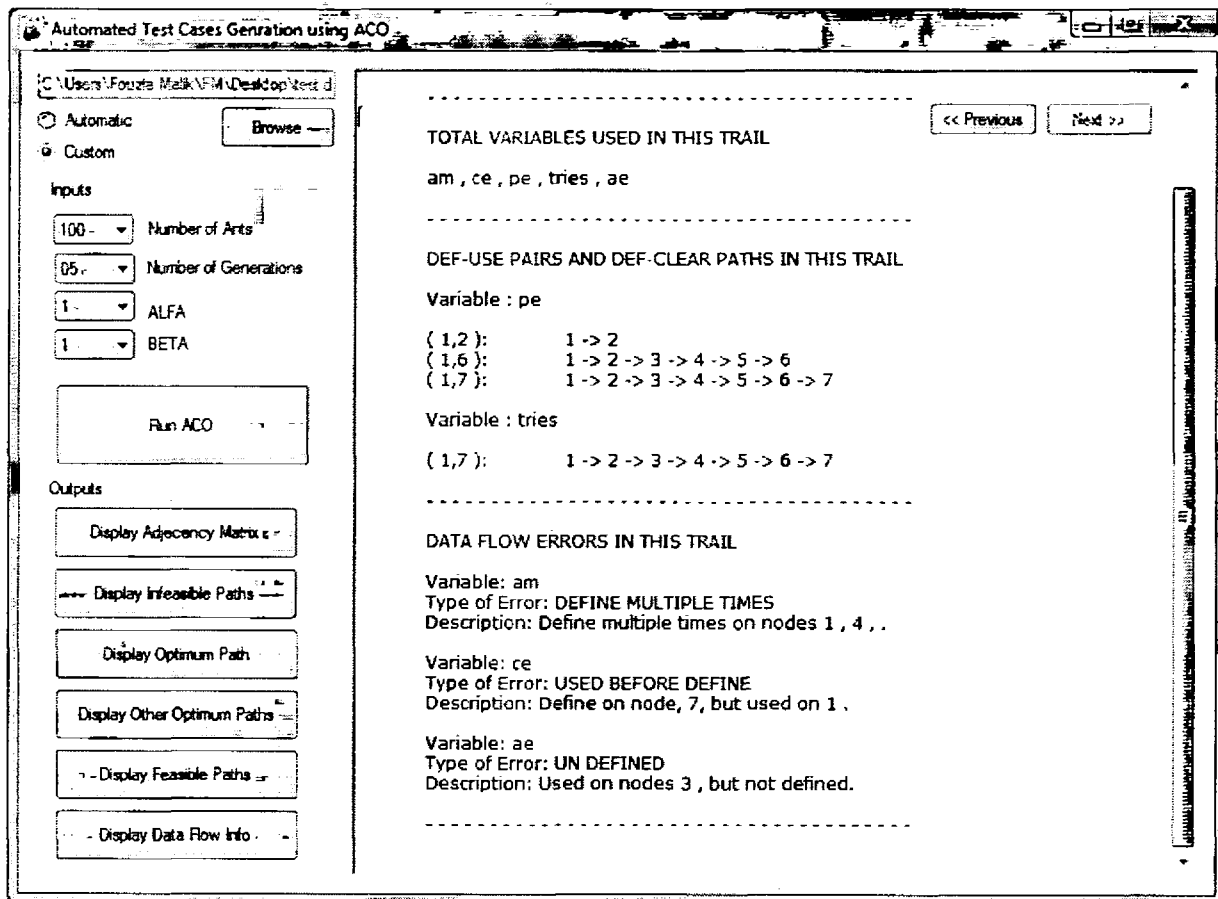 Automated Test Cases Genration using ACO
C:\Users\Fouzia Malik\FM\Desktop\test d
Automatic
Browse
Custom
Inputs
100 Number of Ants
05 Number of Generations
1 ALFA
1 BETA
Run ACO
Outputs
Display Adjecency Matrix
Display Infeasible Paths
Display Optimum Path
Display Other Optimum Paths
Display Feasible Paths
Display Data Flow Info
<< Previous
Next >>
TOTAL VARIABLES USED IN THIS TRAIL
am , ce , pe , tries , ae
DEF-USE PAIRS AND DEF-CLEAR PATHS IN THIS TRAIL
Variable : pe
( 1,2 ): 1 -> 2
( 1,6 ): 1 -> 2 -> 3 -> 4 -> 5 -> 6
( 1,7 ): 1 -> 2 -> 3 -> 4 -> 5 -> 6 -> 7
Variable : tries
( 1,7 ): 1 -> 2 -> 3 -> 4 -> 5 -> 6 -> 7
DATA FLOW ERRORS IN THIS TRAIL
Variable: am
Type of Error: DEFINE MULTIPLE TIMES
Description: Define multiple times on nodes 1 , 4 , .
Variable: ce
Type of Error: USED BEFORE DEFINE
Description: Define on node, 7, but used on 1 .
Variable: ae
Type of Error: UN DEFINED
Description: Used on nodes 3 , but not defined.